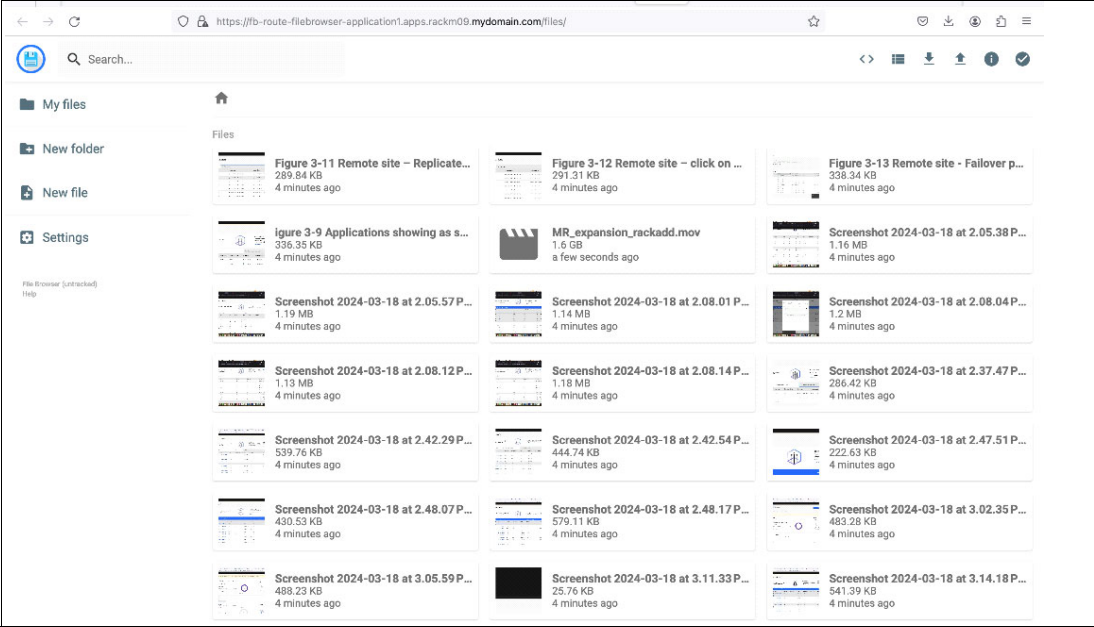 https://fb-route-filebrowser-application1.apps.rackm09.mydomain.com/files/
Search...
My files
New folder
New file
Settings
File Browser (untracked)
Help
Files
Figure 3-11 Remote site – Replicate...
289.84 KB
4 minutes ago
Figure 3-12 Remote site – click on ...
291.31 KB
4 minutes ago
Figure 3-13 Remote site - Failover p...
338.34 KB
4 minutes ago
igure 3-9 Applications showing as s...
336.35 KB
4 minutes ago
MR_expansion_rackadd.mov
1.6 GB
a few seconds ago
Screenshot 2024-03-18 at 2.05.38 P...
1.16 MB
4 minutes ago
Screenshot 2024-03-18 at 2.05.57 P...
1.19 MB
4 minutes ago
Screenshot 2024-03-18 at 2.08.01 P...
1.14 MB
4 minutes ago
Screenshot 2024-03-18 at 2.08.04 P...
1.2 MB
4 minutes ago
Screenshot 2024-03-18 at 2.08.12 P...
1.13 MB
4 minutes ago
Screenshot 2024-03-18 at 2.08.14 P...
1.18 MB
4 minutes ago
Screenshot 2024-03-18 at 2.37.47 P...
286.42 KB
4 minutes ago
Screenshot 2024-03-18 at 2.42.29 P...
539.76 KB
4 minutes ago
Screenshot 2024-03-18 at 2.42.54 P...
444.74 KB
4 minutes ago
Screenshot 2024-03-18 at 2.47.51 P...
222.63 KB
4 minutes ago
Screenshot 2024-03-18 at 2.48.07 P...
430.53 KB
4 minutes ago
Screenshot 2024-03-18 at 2.48.17 P...
579.11 KB
4 minutes ago
Screenshot 2024-03-18 at 3.02.35 P...
483.28 KB
4 minutes ago
Screenshot 2024-03-18 at 3.05.59 P...
488.23 KB
4 minutes ago
Screenshot 2024-03-18 at 3.11.33 P...
25.76 KB
4 minutes ago
Screenshot 2024-03-18 at 3.14.18 P...
541.39 KB
4 minutes ago